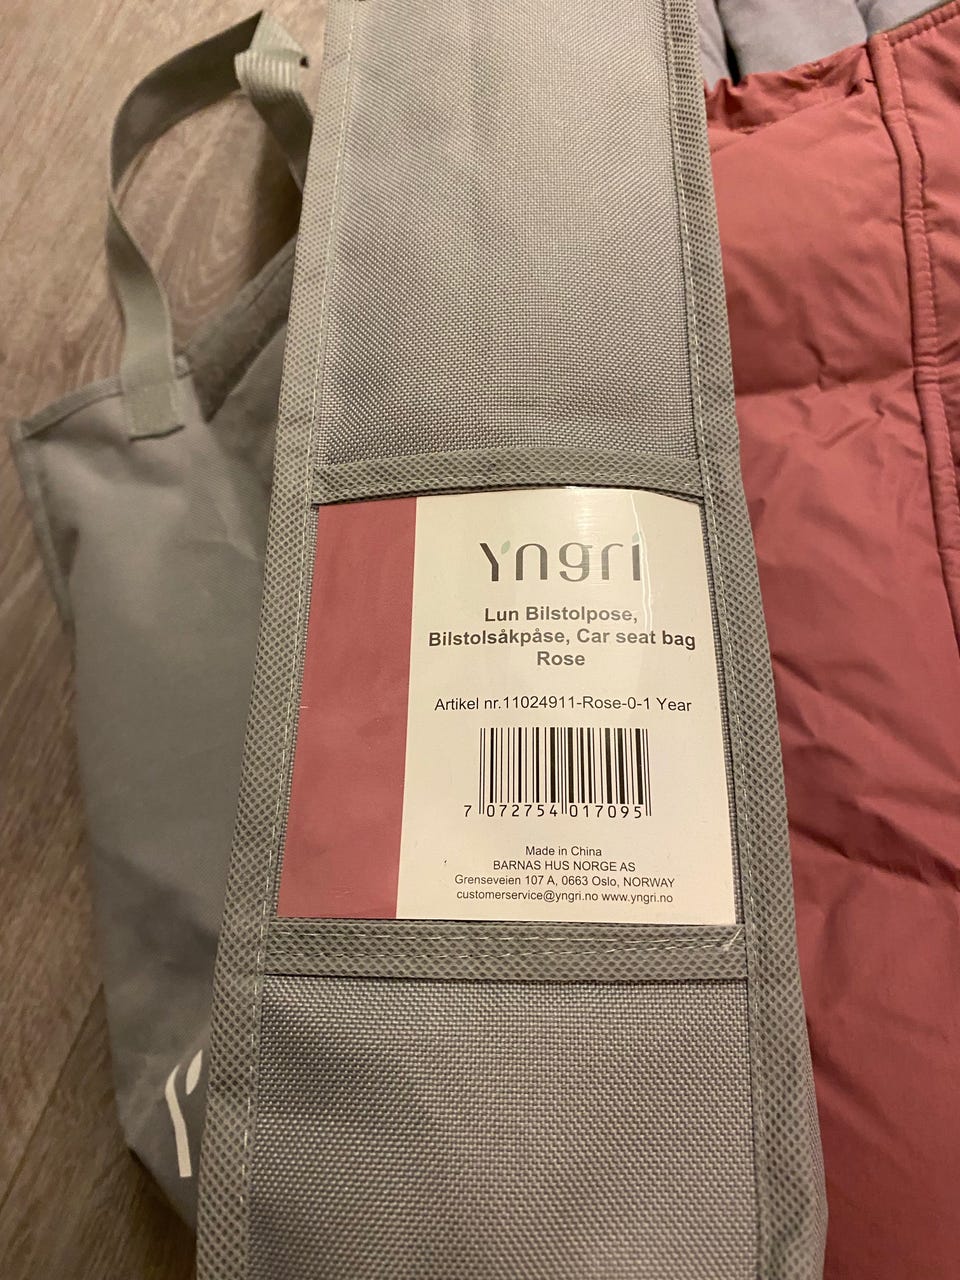 Yngri
Lun Bilstolpose,
Bilstolsåkpåse, Car seat bag
Rose
Artikel nr.11024911-Rose-0-1 Year
7 072754 017095
Made in China
BARNAS HUS NORGE AS
Grenseveien 107 A, 0663 Oslo, NORWAY
customerservice@yngri.no www.yngri.no
Y